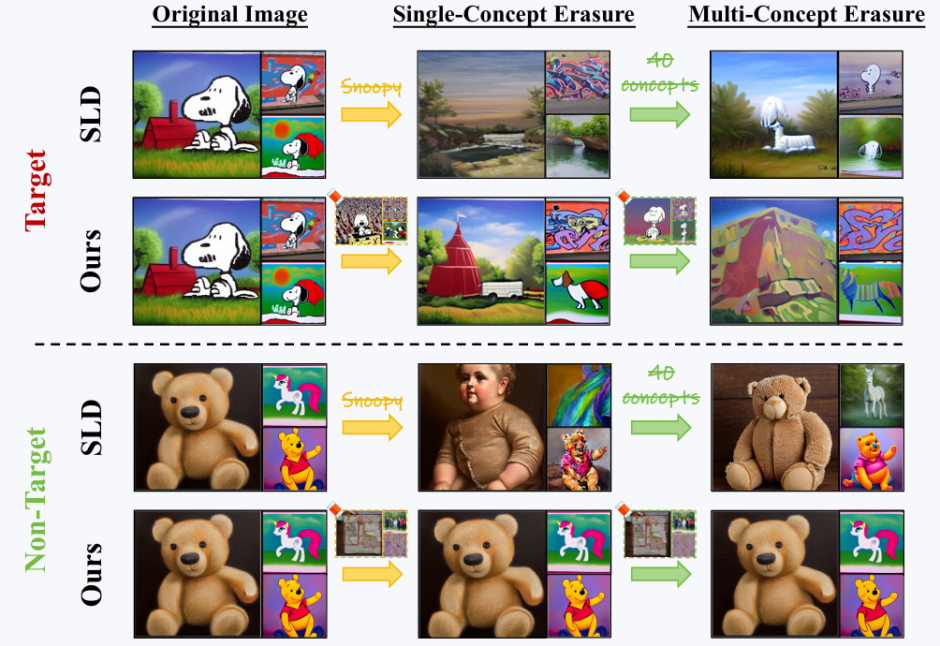 Original Image
Single-Concept Erasure
Multi-Concept Erasure
Target
SLD
Snoopy
40
concepts
Ours
Non-Target
SLD
Snoopy
40
concepts
Ours